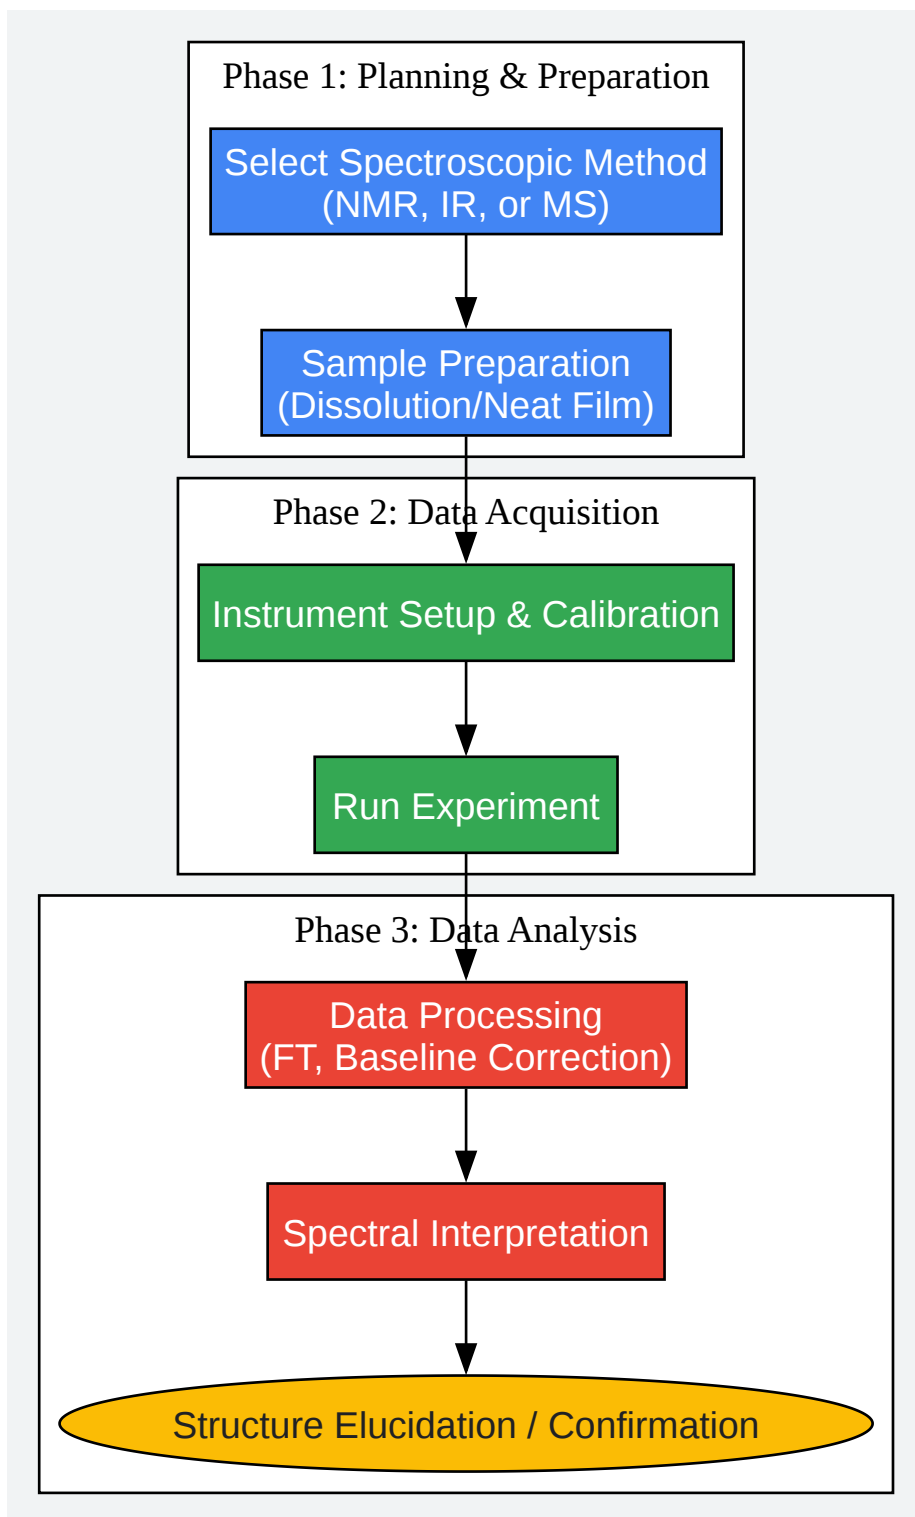 Phase 1: Planning & Preparation
Select Spectroscopic Method
(NMR, IR, or MS)
Sample Preparation
(Dissolution/Neat Film)
Phase 2: Data Acquisition
Instrument Setup & Calibration
Run Experiment
Phase 3: Data Analysis
Data Processing
(FT, Baseline Correction)
Spectral Interpretation
Structure Elucidation / Confirmation